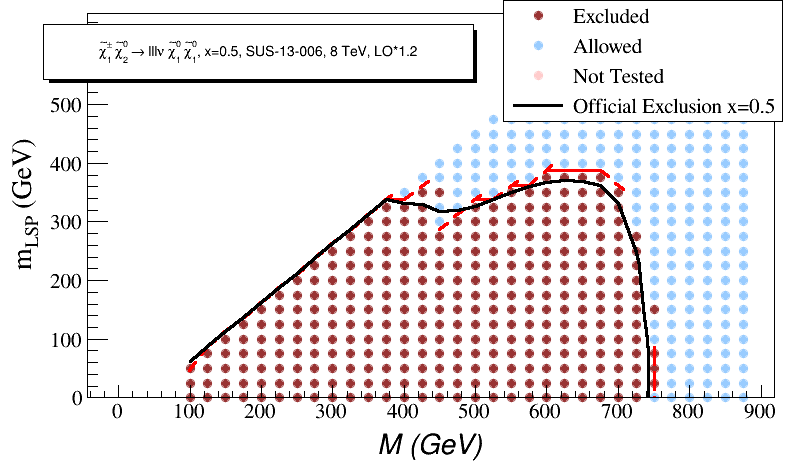 χ̃₁± χ̃₂⁰ → lllν χ̃₁⁰ χ̃₁⁰, x=0.5, SUS-13-006, 8 TeV, LO*1.2
Excluded
Allowed
Not Tested
Official Exclusion x=0.5
m_LSP (GeV)
500
400
300
200
100
0
0 100 200 300 400 500 600 700 800 900
M (GeV)